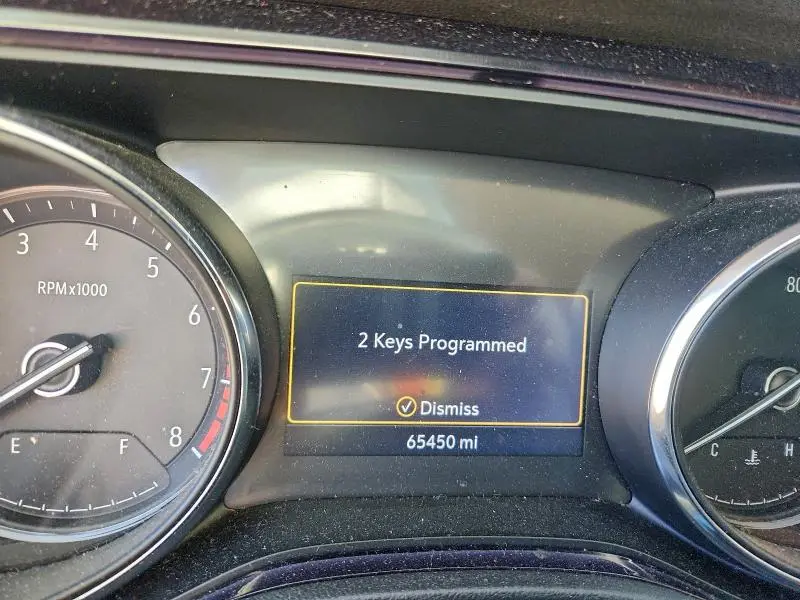 3
4
5
6
7
8
RPMx1000
E F
2 Keys Programmed
Dismiss
65450 mi
80
C H